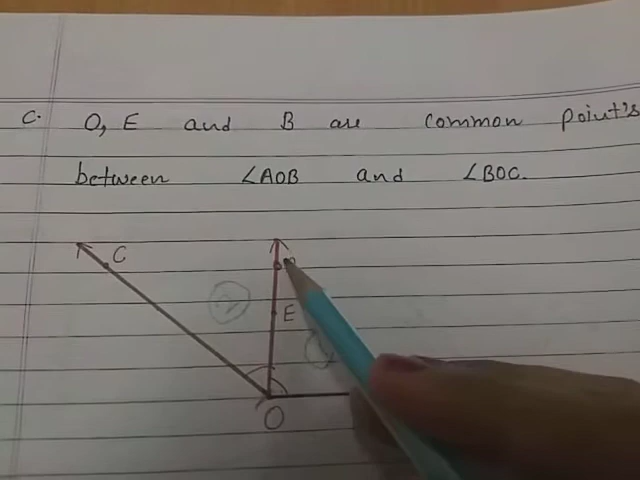 C. O, E and B are common point's
between ∠AOB and ∠BOC.
C
E
O